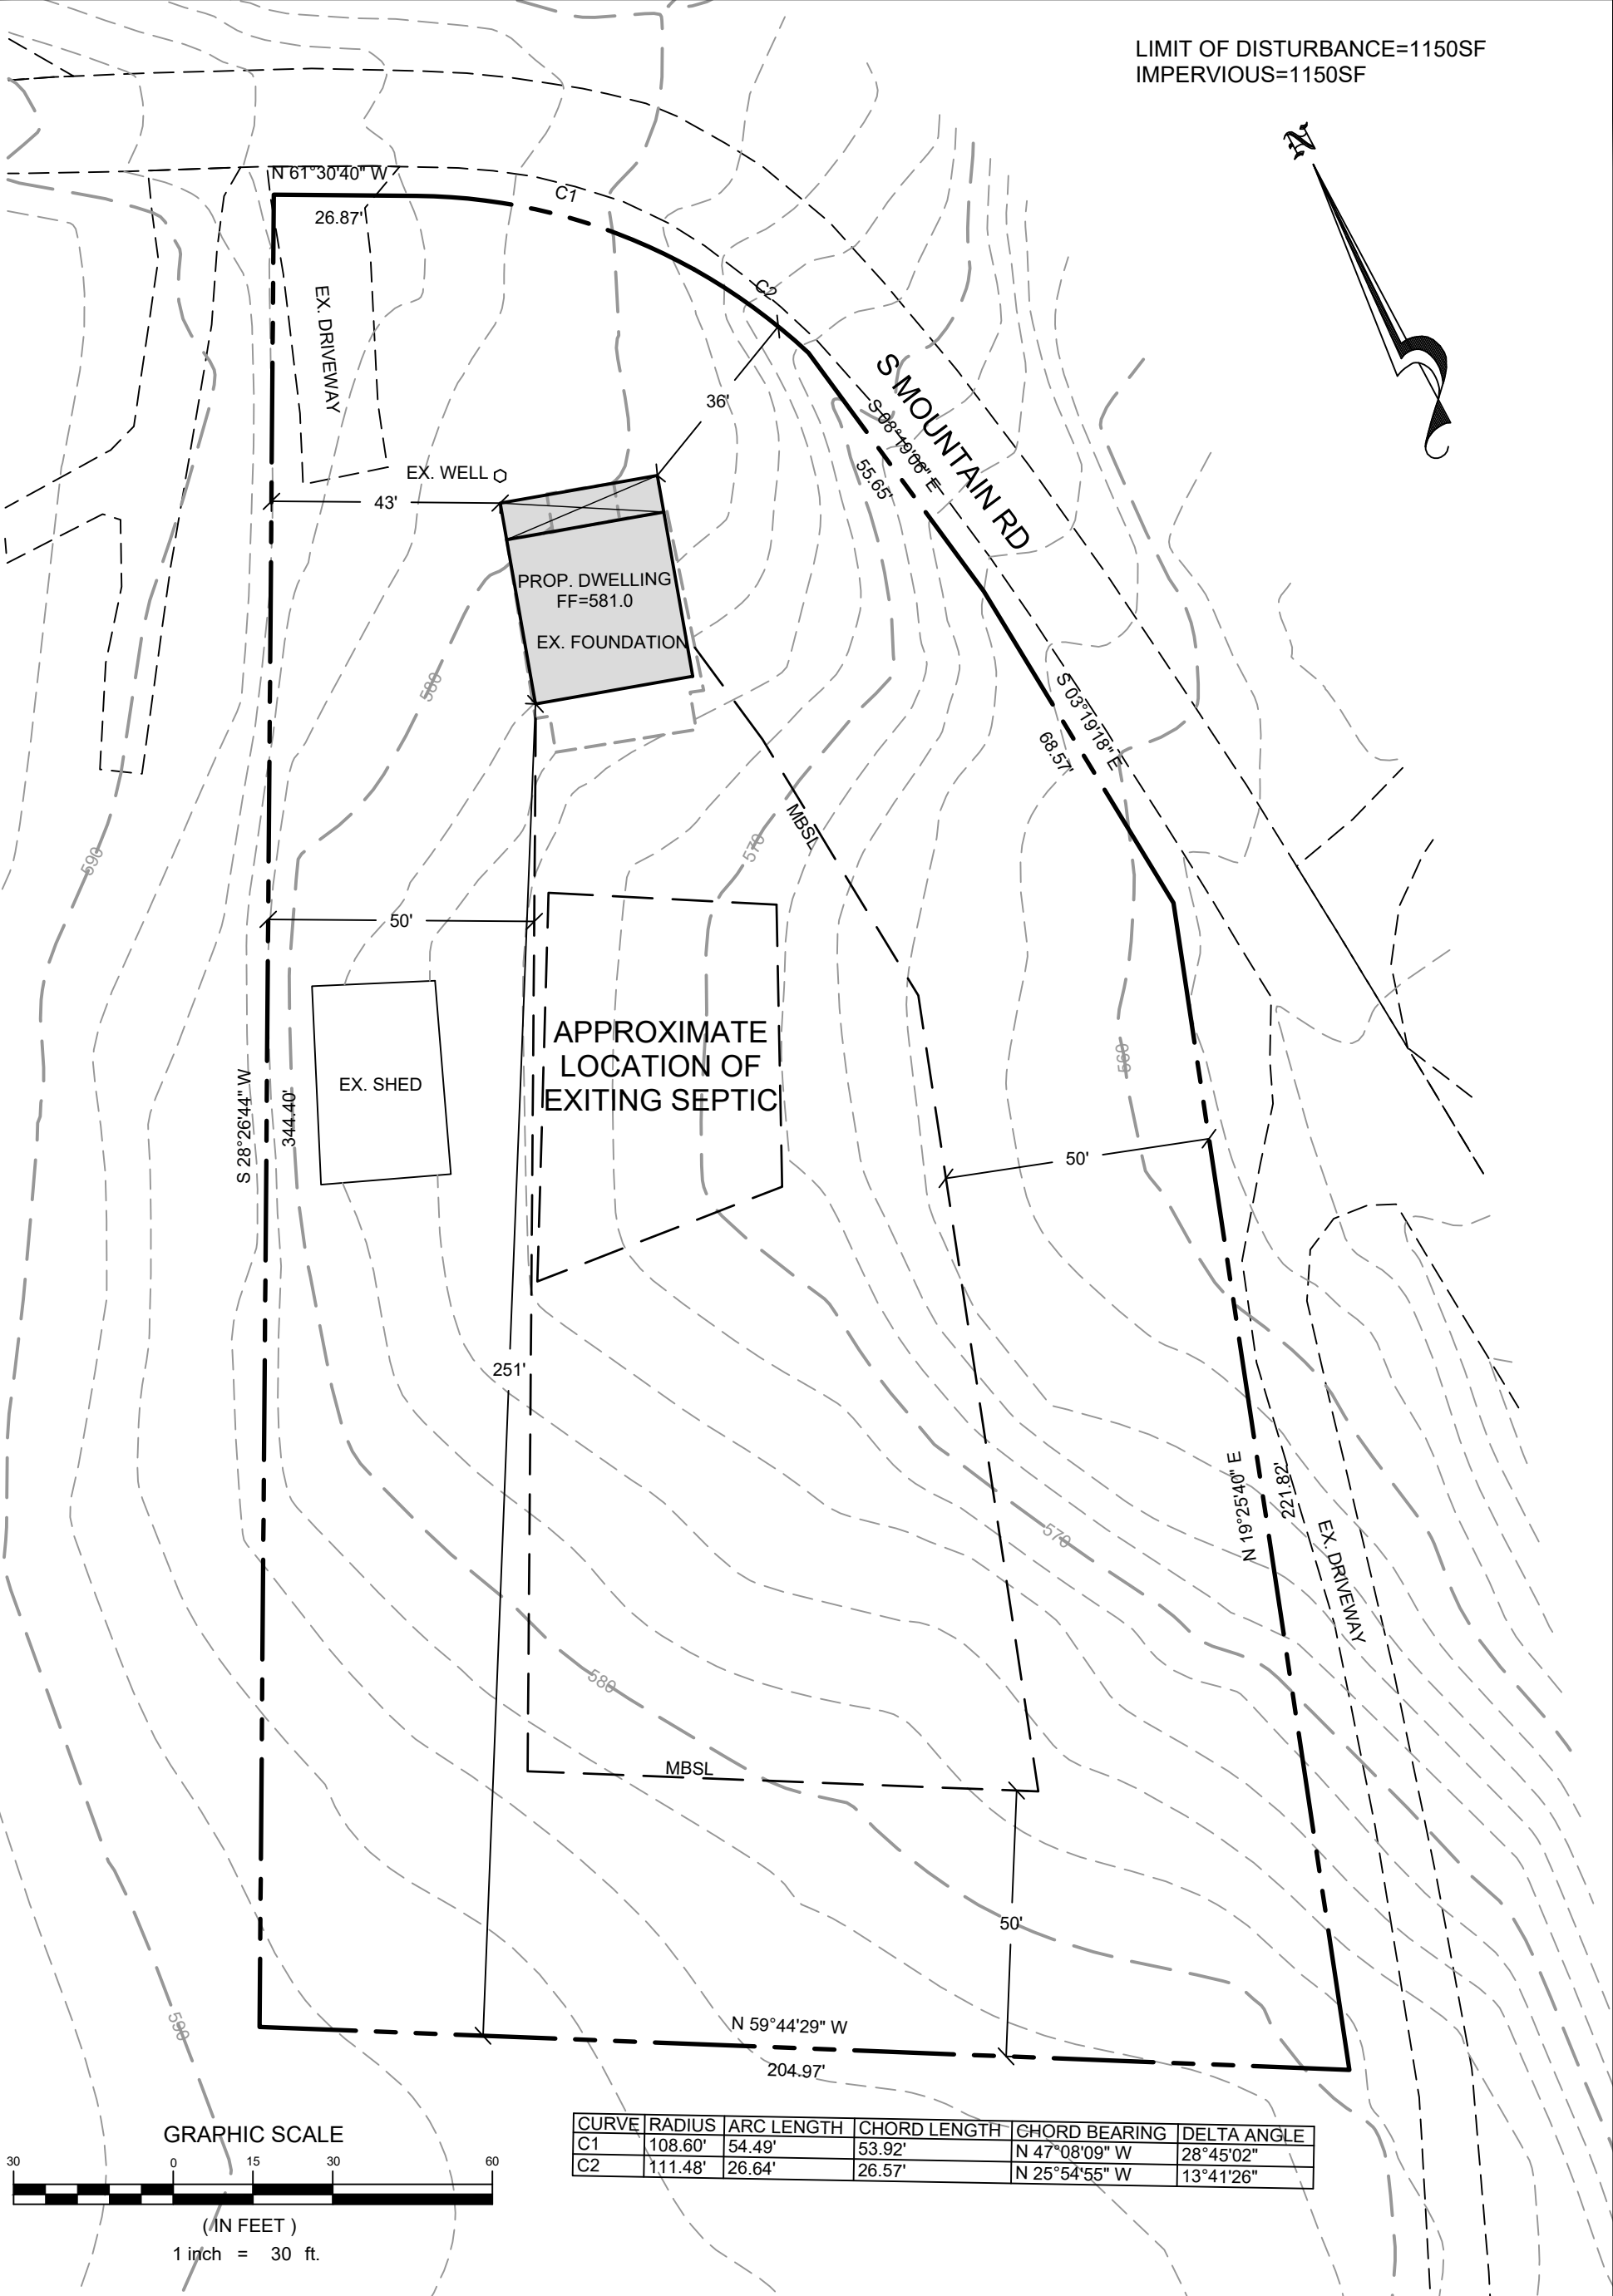 LIMIT OF DISTURBANCE=1150SF
IMPERVIOUS=1150SF
N
N 61°30'40" W
26.87'
C1
C2
EX. DRIVEWAY
36'
S MOUNTAIN RD
S 08°19'06" E
55.65'
EX. WELL
43'
PROP. DWELLING
FF=581.0
EX. FOUNDATION
580
S 03°19'18" E
68.57'
MBSL
570
590
50'
APPROXIMATE
LOCATION OF
EXITING SEPTIC
EX. SHED
560
S 28°26'44" W
344.40'
50'
251'
N 19°25'40" E
221.82'
570
EX. DRIVEWAY
580
MBSL
50'
590
N 59°44'29" W
204.97'
CURVE RADIUS ARC LENGTH CHORD LENGTH CHORD BEARING DELTA ANGLE
C1 108.60' 54.49' 53.92' N 47°08'09" W 28°45'02"
C2 111.48' 26.64' 26.57' N 25°54'55" W 13°41'26"
GRAPHIC SCALE
30 0 15 30 60
( IN FEET )
1 inch = 30 ft.